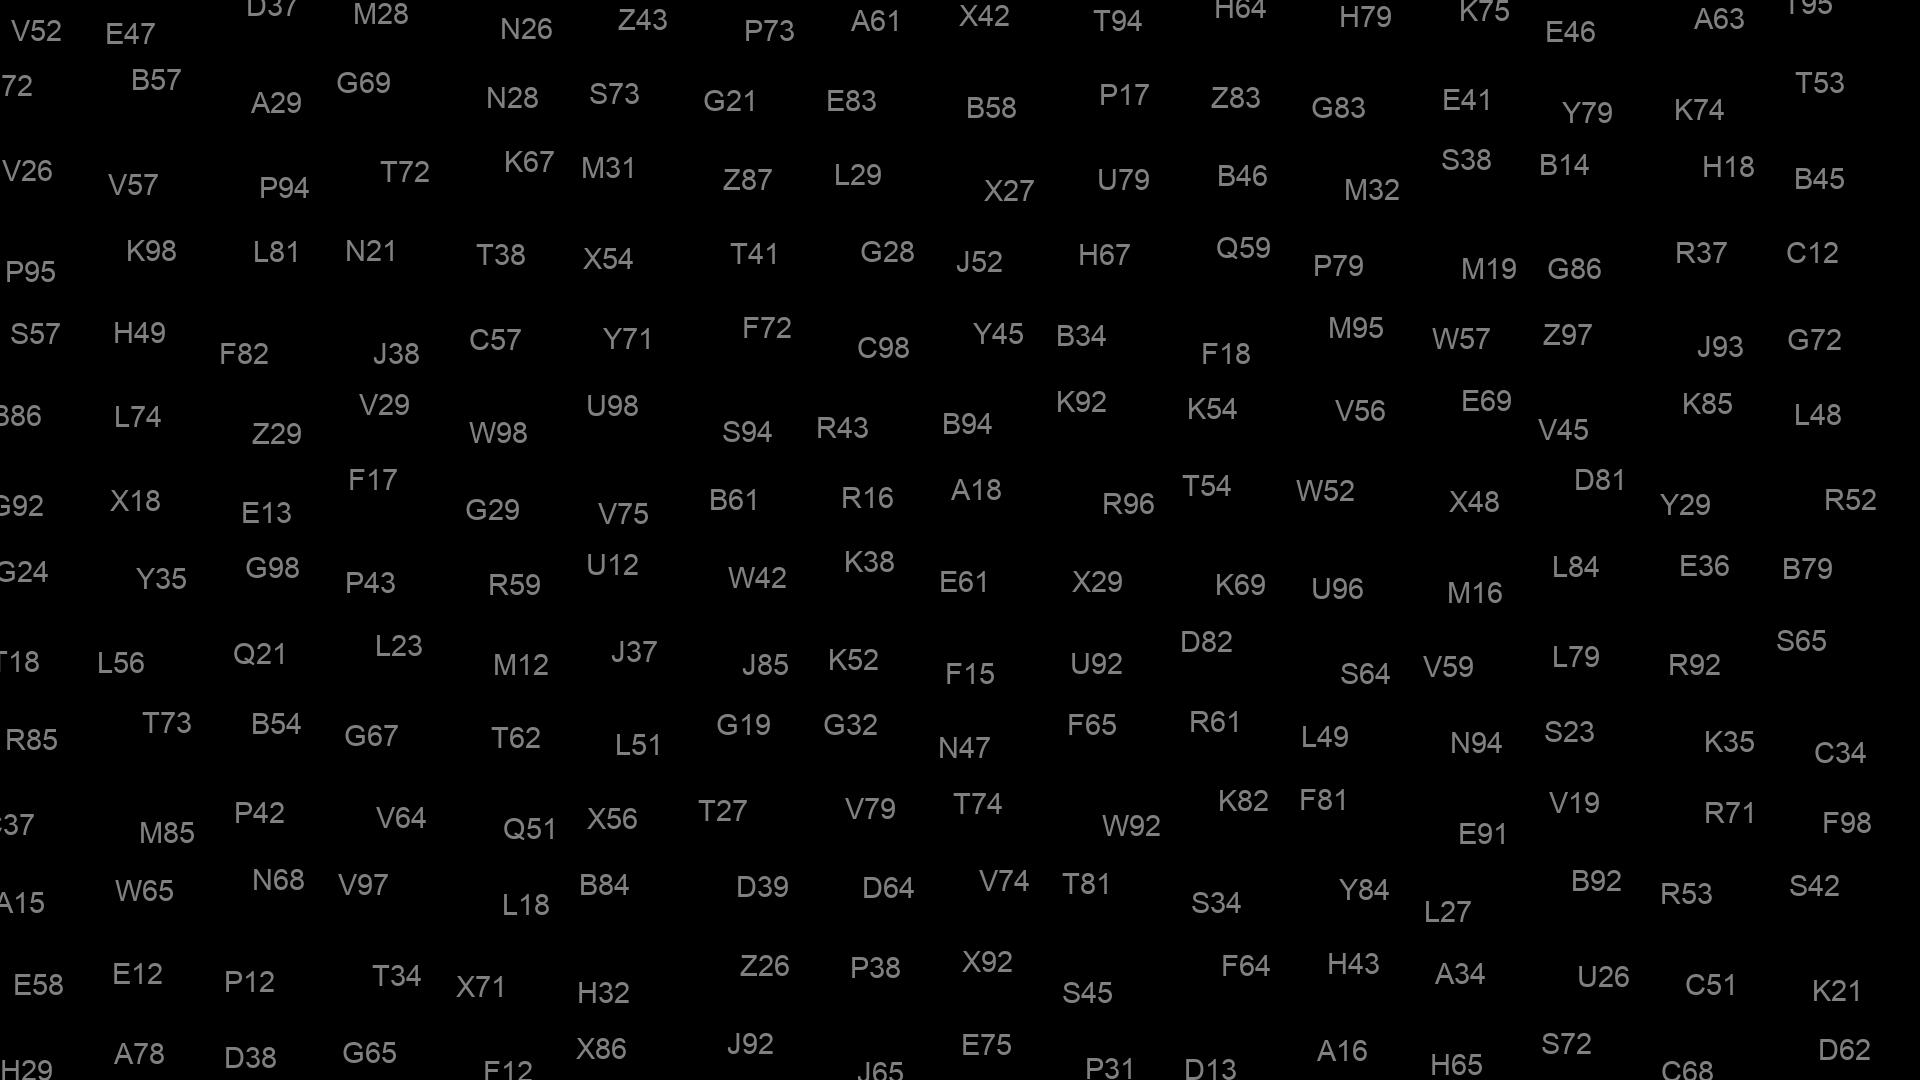 V52 E47 D37 M28 N26 Z43 P73 A61 X42 T94 H64 H79 K75 E46 A63 T95
72 B57 A29 G69 N28 S73 G21 E83 B58 P17 Z83 G83 E41 Y79 K74 T53
V26 V57 P94 T72 K67 M31 Z87 L29 X27 U79 B46 M32 S38 B14 H18 B45
P95 K98 L81 N21 T38 X54 T41 G28 J52 H67 Q59 P79 M19 G86 R37 C12
S57 H49 F82 J38 C57 Y71 F72 C98 Y45 B34 F18 M95 W57 Z97 J93 G72
B86 L74 Z29 V29 W98 U98 S94 R43 B94 K92 K54 V56 E69 V45 K85 L48
G92 X18 E13 F17 G29 V75 B61 R16 A18 R96 T54 W52 X48 D81 Y29 R52
G24 Y35 G98 P43 R59 U12 W42 K38 E61 X29 K69 U96 M16 L84 E36 B79
T18 L56 Q21 L23 M12 J37 J85 K52 F15 U92 D82 S64 V59 L79 R92 S65
R85 T73 B54 G67 T62 L51 G19 G32 N47 F65 R61 L49 N94 S23 K35 C34
37 M85 P42 V64 Q51 X56 T27 V79 T74 W92 K82 F81 E91 V19 R71 F98
A15 W65 N68 V97 L18 B84 D39 D64 V74 T81 S34 Y84 L27 B92 R53 S42
E58 E12 P12 T34 X71 H32 Z26 P38 X92 S45 F64 H43 A34 U26 C51 K21
H29 A78 D38 G65 F12 X86 J92 J65 E75 P31 D13 A16 H65 S72 C68 D62